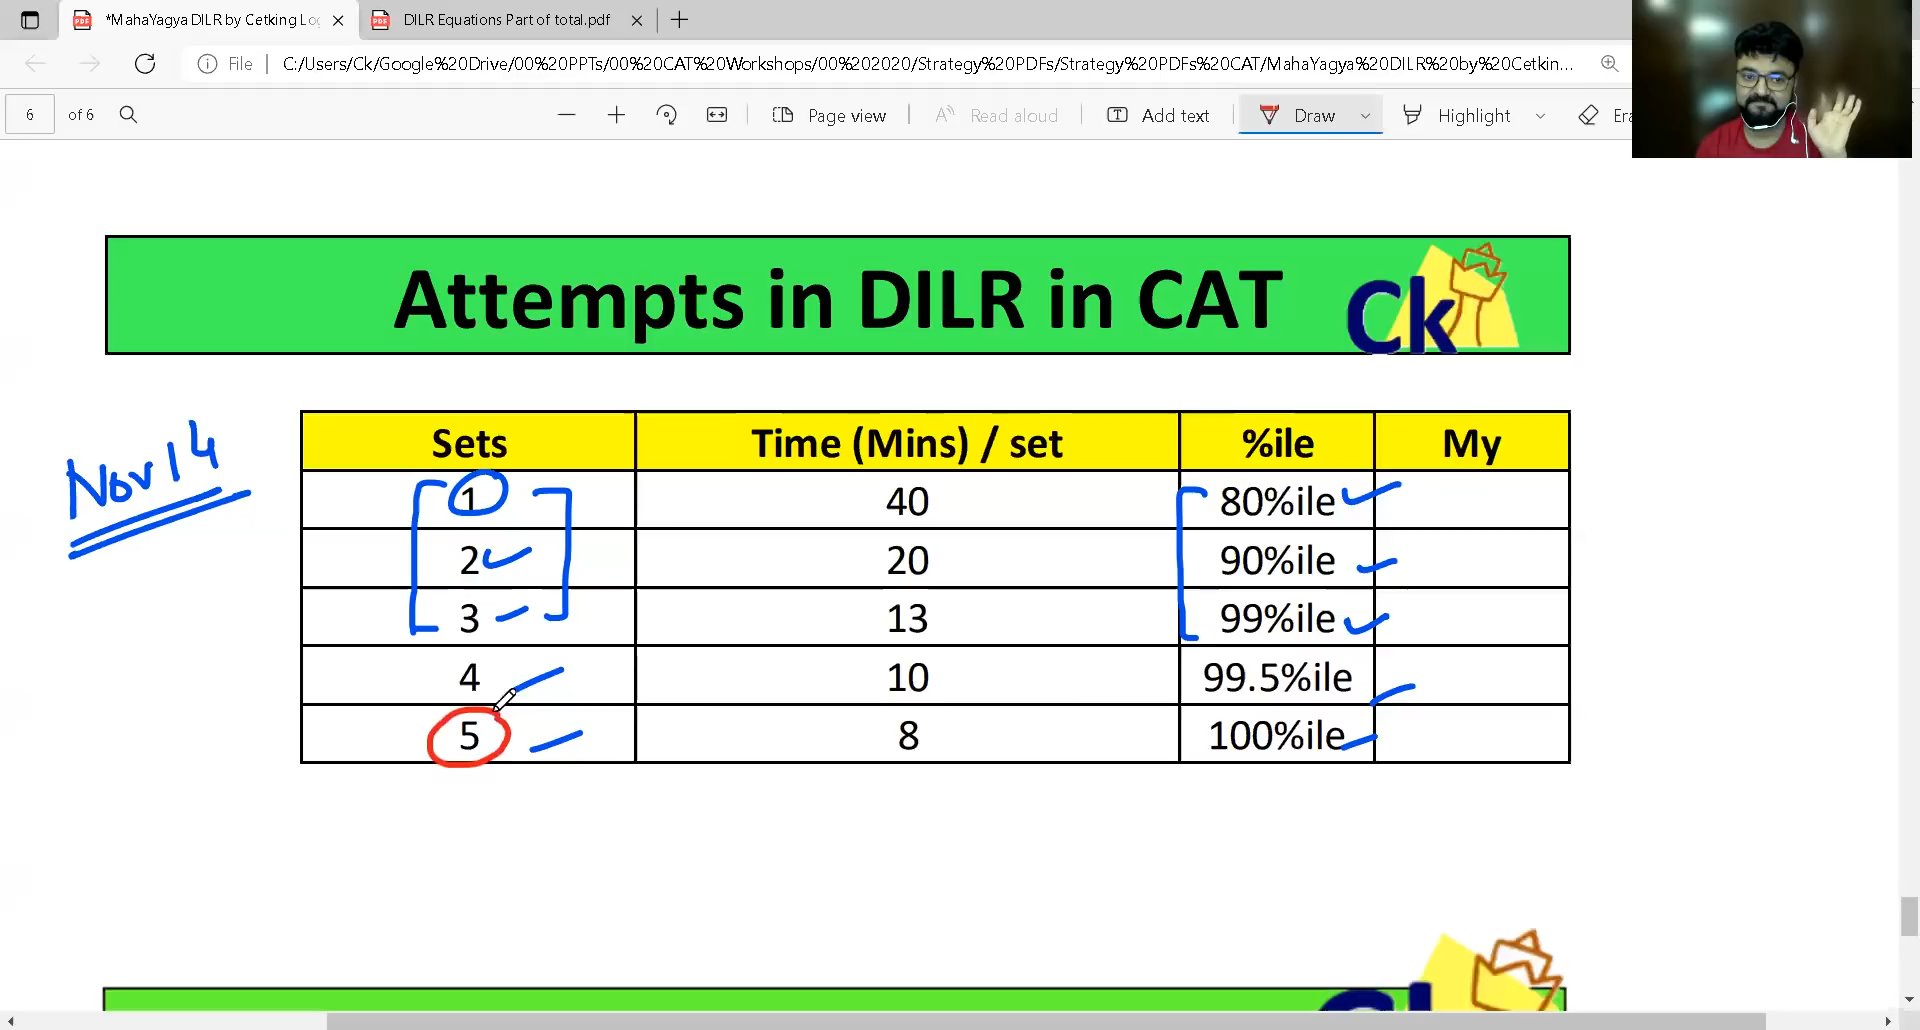 *MahaYagya DILR by Cetking Lo
DILR Equations Part of total.pdf
File
C:/Users/Ck/Google%20Drive/00%20PPTs/00%20CAT%20Workshops/00%202020/Strategy%20PDFs/Strategy%20PDFs%20CAT/MahaYagya%20DILR%20by%20Cetkin...
6 of 6
Page view
Read aloud
Add text
Draw
Highlight
Er
Attempts in DILR in CAT
Ck
Nov 14
Sets Time (Mins) / set %ile My
1 40 80%ile
2 20 90%ile
3 13 99%ile
4 10 99.5%ile
5 8 100%ile